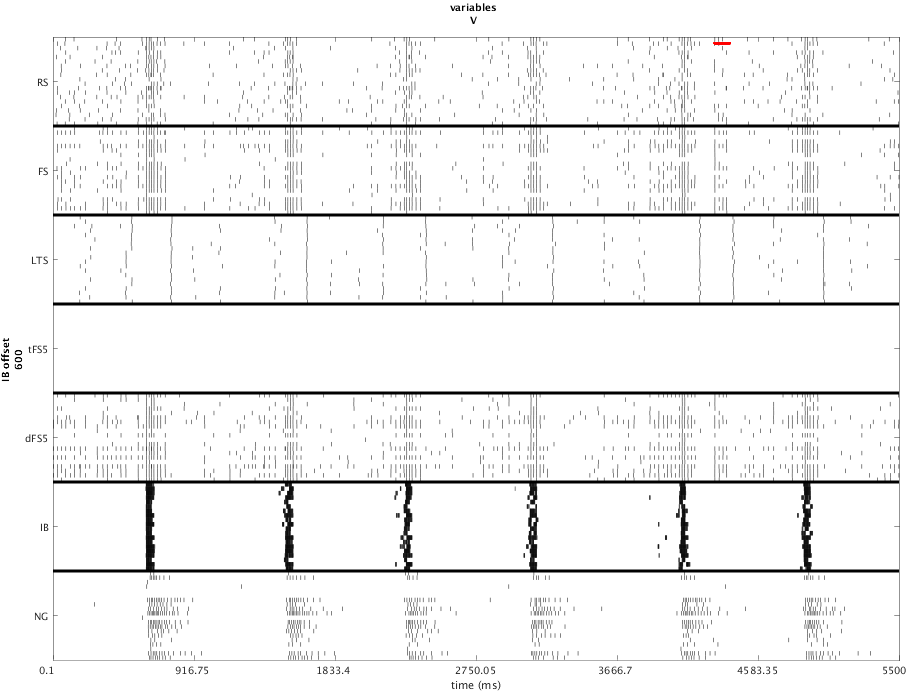 variables
V
RS
FS
LTS
IB offset
600
tFS5
dFS5
IB
NG
0.1 916.75 1833.4 2750.05 3666.7 4583.35 5500
time (ms)